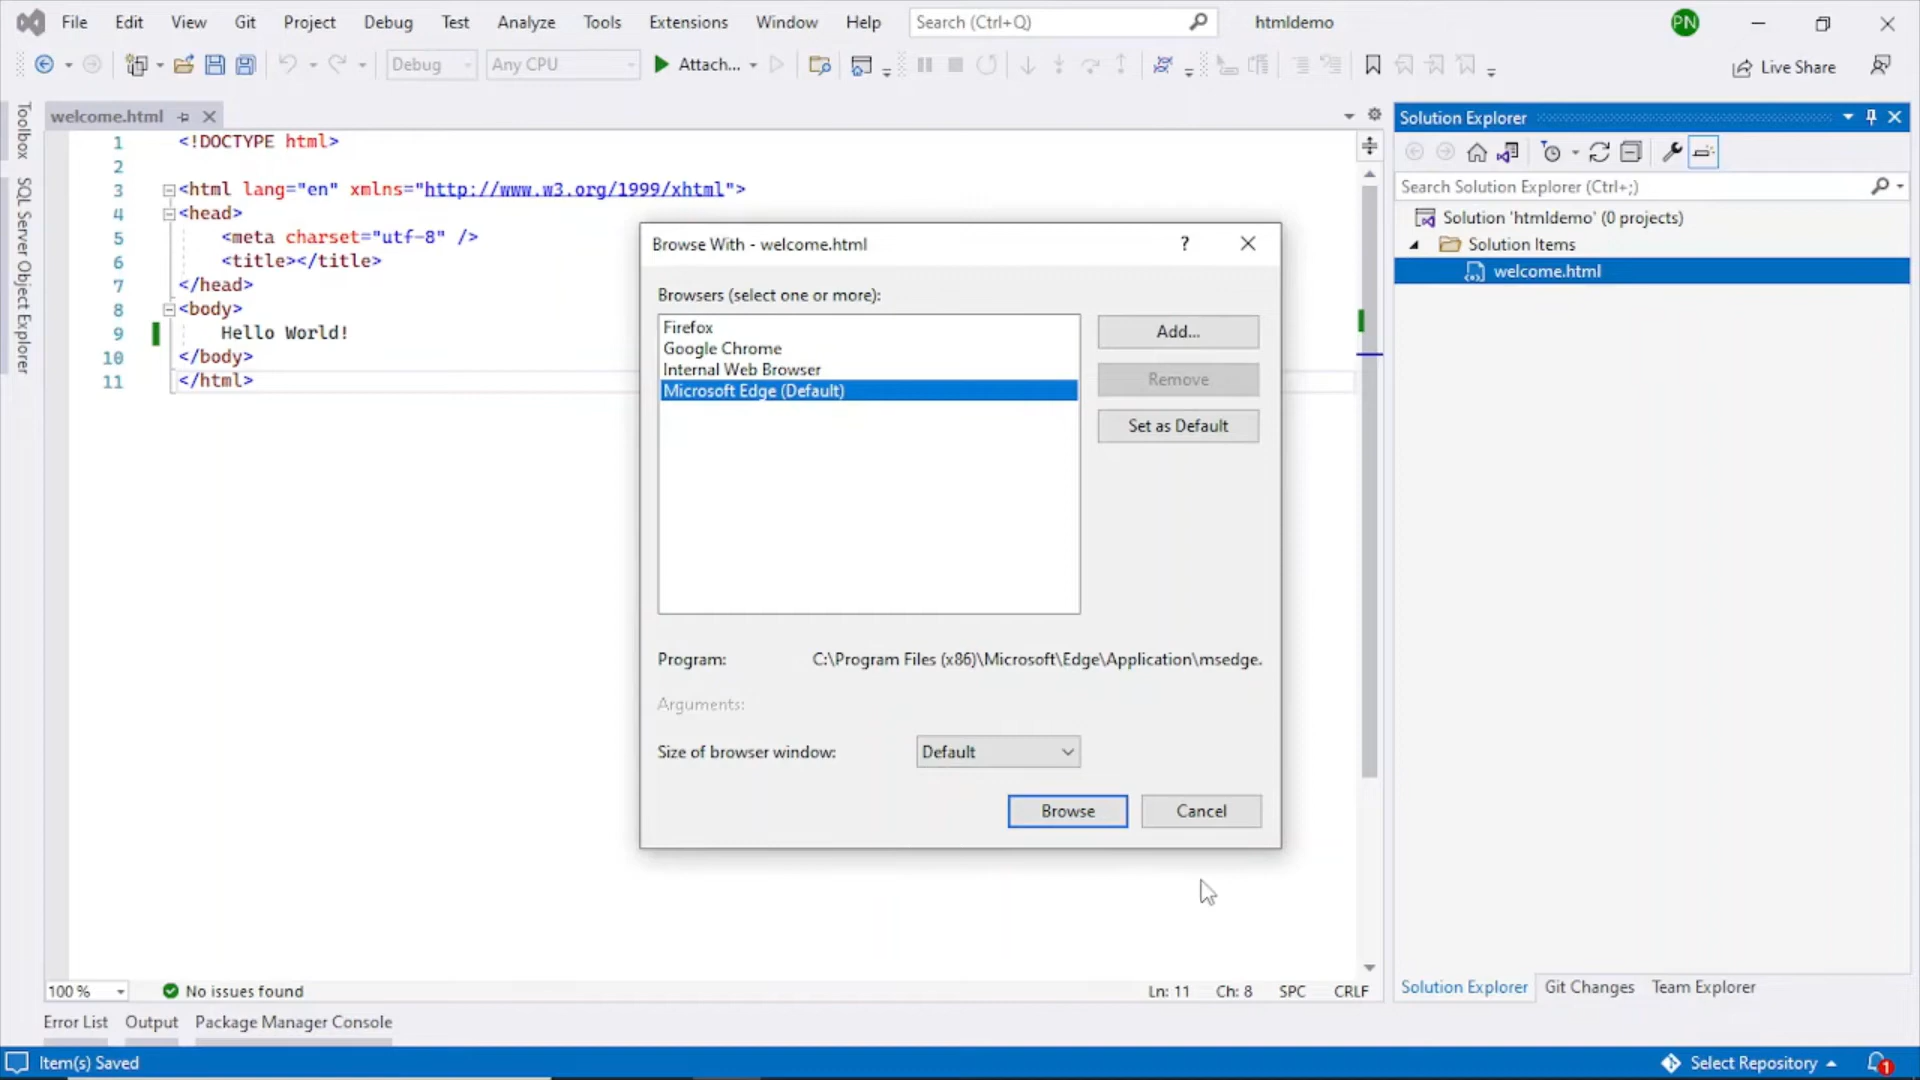 File Edit View Git Project Debug Test Analyze Tools Extensions Window Help Search (Ctrl+Q) htmldemo PN
Debug Any CPU Attach... Live Share
Toolbox
SQL Server Object Explorer
welcome.html
1 <!DOCTYPE html>
2
3 <html lang="en" xmlns="http://www.w3.org/1999/xhtml">
4 <head>
5 <meta charset="utf-8" />
6 <title></title>
7 </head>
8 <body>
9 Hello World!
10 </body>
11 </html>
Browse With - welcome.html ?
Browsers (select one or more):
Firefox
Google Chrome
Internal Web Browser
Microsoft Edge (Default)
Add...
Remove
Set as Default
Program: C:\Program Files (x86)\Microsoft\Edge\Application\msedge.
Arguments:
Size of browser window: Default
Browse Cancel
Solution Explorer
Search Solution Explorer (Ctrl+;)
Solution 'htmldemo' (0 projects)
Solution Items
welcome.html
Solution Explorer Git Changes Team Explorer
100 % No issues found Ln: 11 Ch: 8 SPC CRLF
Error List Output Package Manager Console
Item(s) Saved Select Repository 1